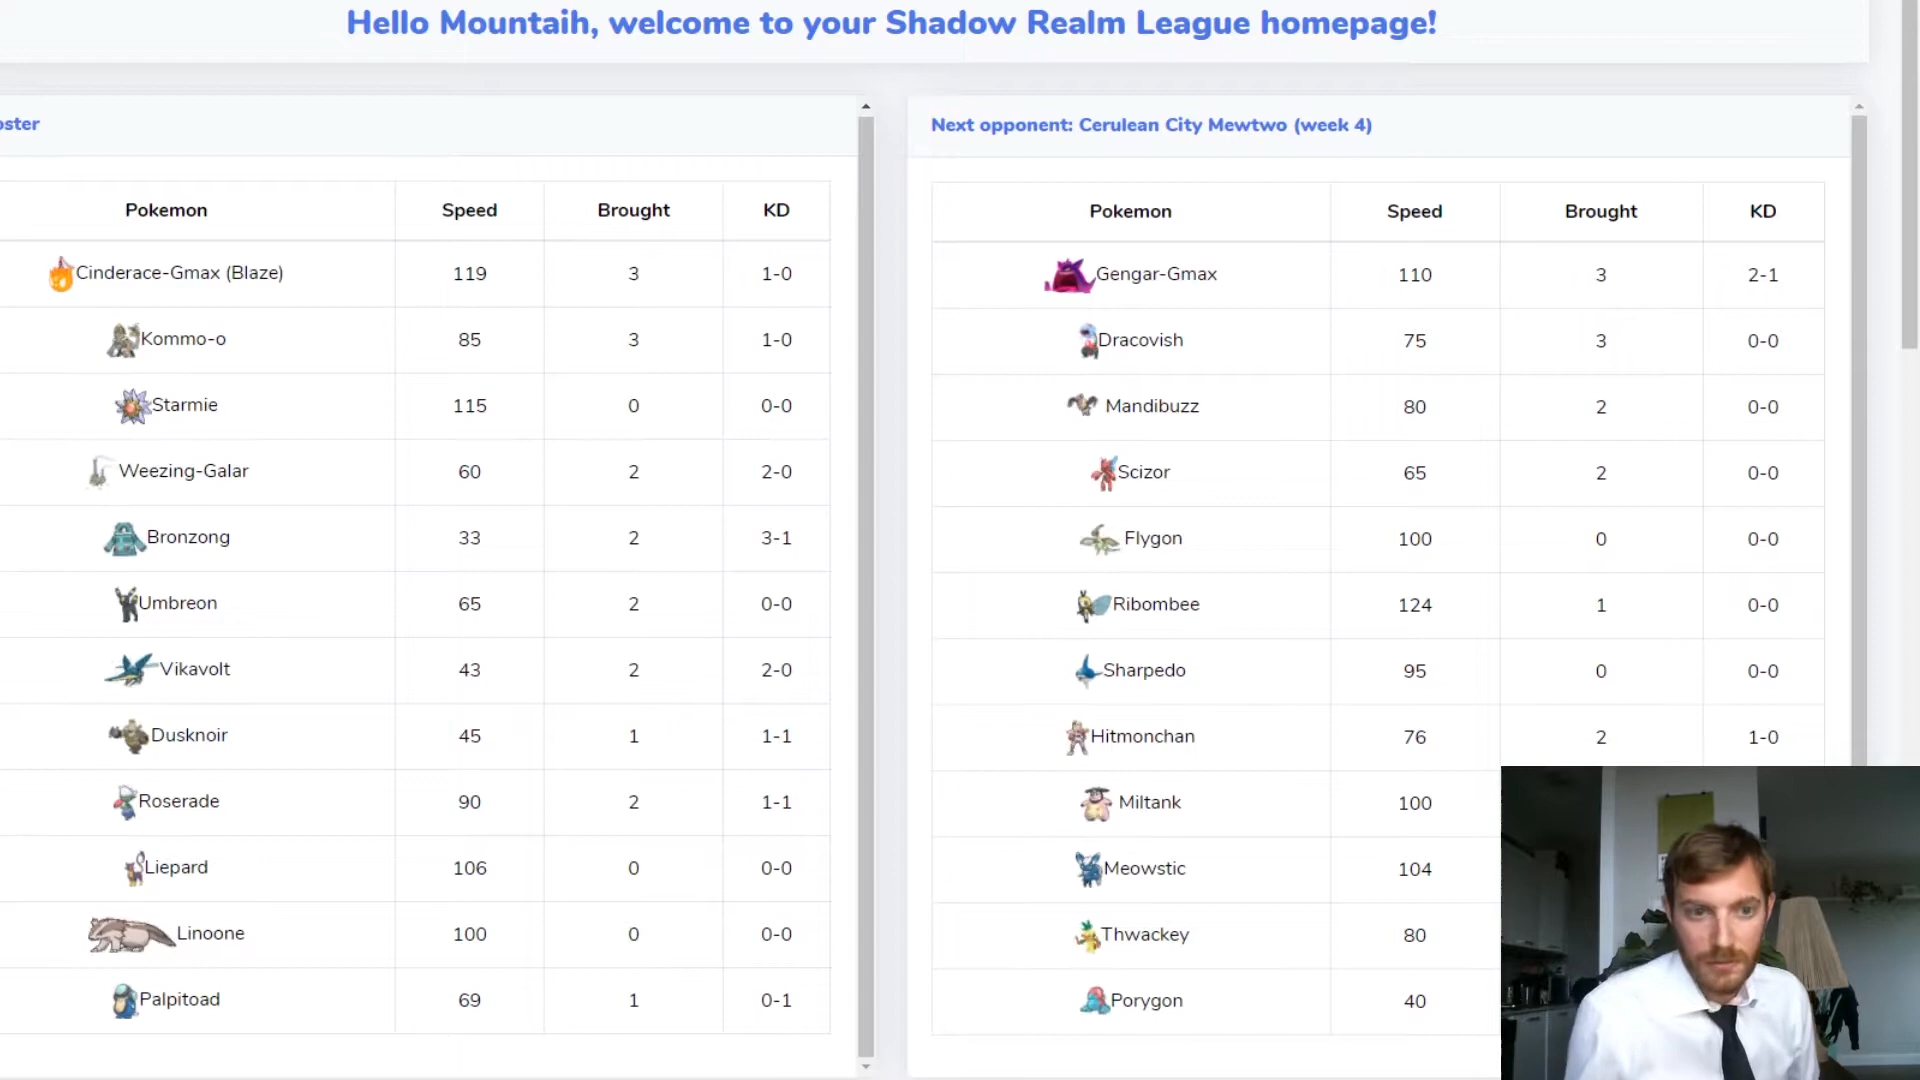 Hello Mountaih, welcome to your Shadow Realm League homepage!
oster
Pokemon Speed Brought KD
Cinderace-Gmax (Blaze) 119 3 1-0
Kommo-o 85 3 1-0
Starmie 115 0 0-0
Weezing-Galar 60 2 2-0
Bronzong 33 2 3-1
Umbreon 65 2 0-0
Vikavolt 43 2 2-0
Dusknoir 45 1 1-1
Roserade 90 2 1-1
Liepard 106 0 0-0
Linoone 100 0 0-0
Palpitoad 69 1 0-1
Next opponent: Cerulean City Mewtwo (week 4)
Pokemon Speed Brought KD
Gengar-Gmax 110 3 2-1
Dracovish 75 3 0-0
Mandibuzz 80 2 0-0
Scizor 65 2 0-0
Flygon 100 0 0-0
Ribombee 124 1 0-0
Sharpedo 95 0 0-0
Hitmonchan 76 2 1-0
Miltank 100
Meowstic 104
Thwackey 80
Porygon 40